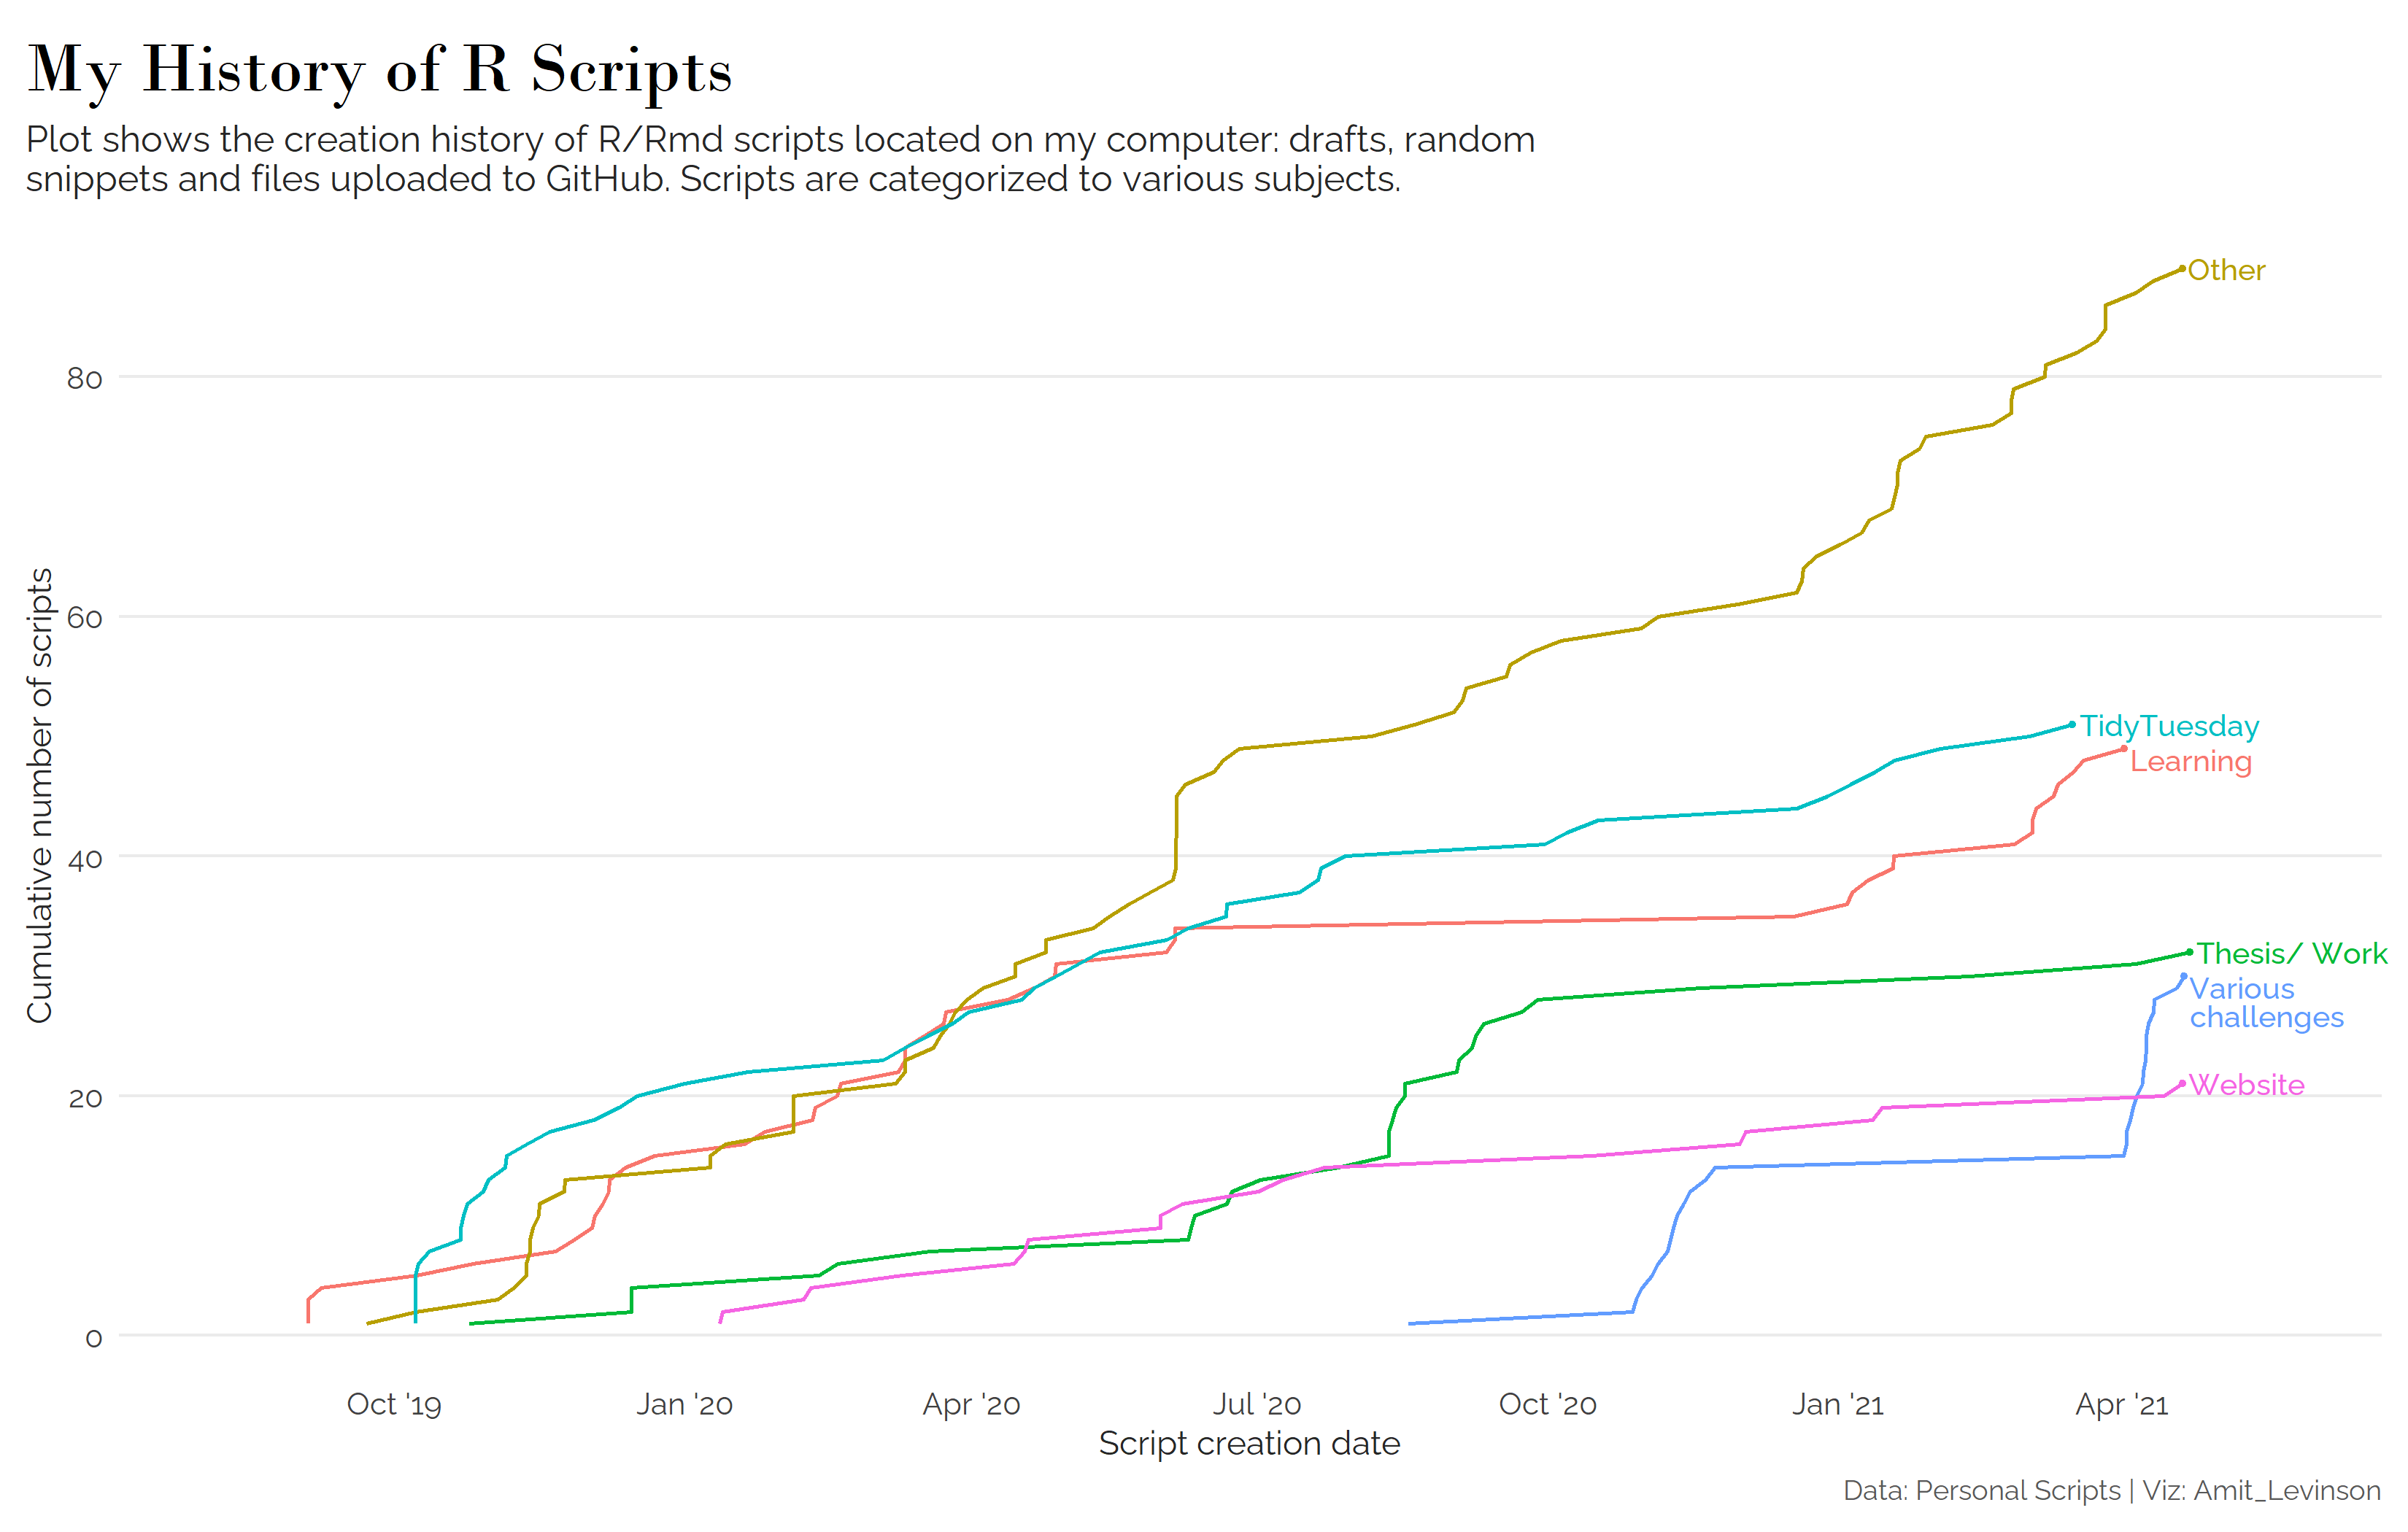 My History of R Scripts
Plot shows the creation history of R/Rmd scripts located on my computer: drafts, random
snippets and files uploaded to GitHub. Scripts are categorized to various subjects.
Cumulative number of scripts
80
60
40
20
0
Other
TidyTuesday
Learning
Thesis/ Work
Various
challenges
Website
Oct '19
Jan '20
Apr '20
Jul '20
Oct '20
Jan '21
Apr '21
Script creation date
Data: Personal Scripts | Viz: Amit_Levinson